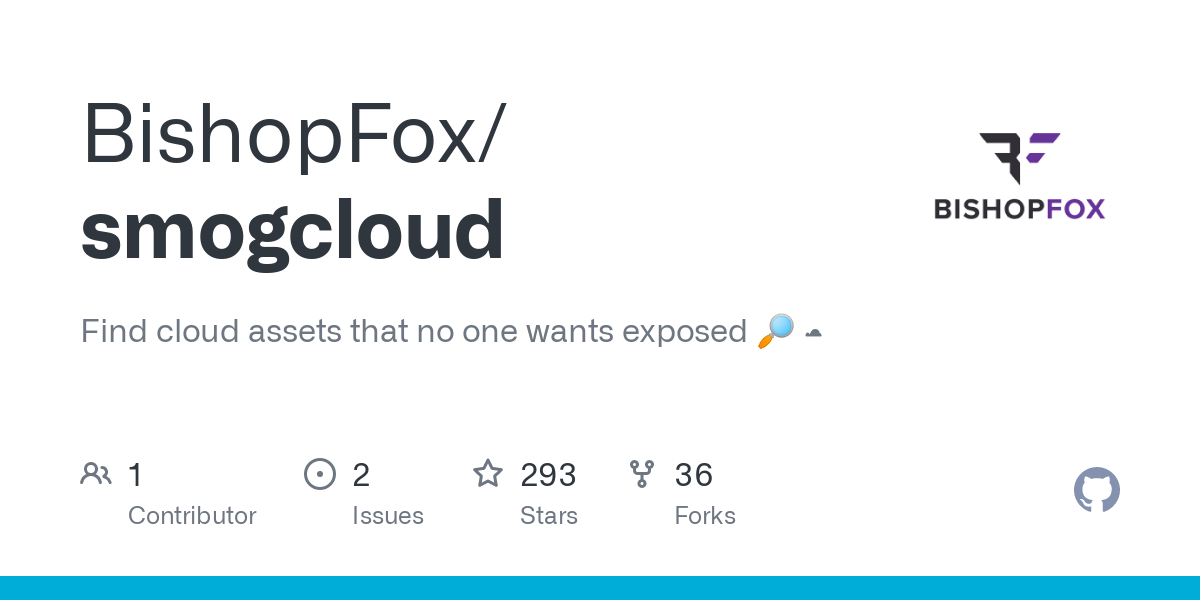 BishopFox/
smogcloud
BISHOPFOX
Find cloud assets that no one wants exposed 🔎 ☁
1
Contributor
2
Issues
293
Stars
36
Forks